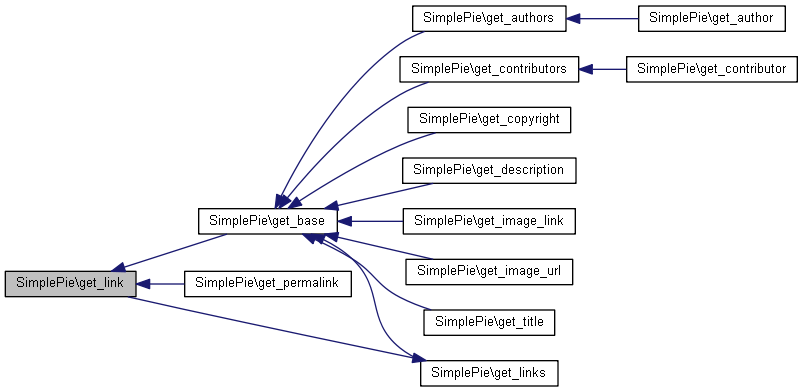 SimplePie\get_authors
SimplePie\get_author
SimplePie\get_contributors
SimplePie\get_contributor
SimplePie\get_copyright
SimplePie\get_description
SimplePie\get_base
SimplePie\get_image_link
SimplePie\get_image_url
SimplePie\get_link
SimplePie\get_permalink
SimplePie\get_title
SimplePie\get_links